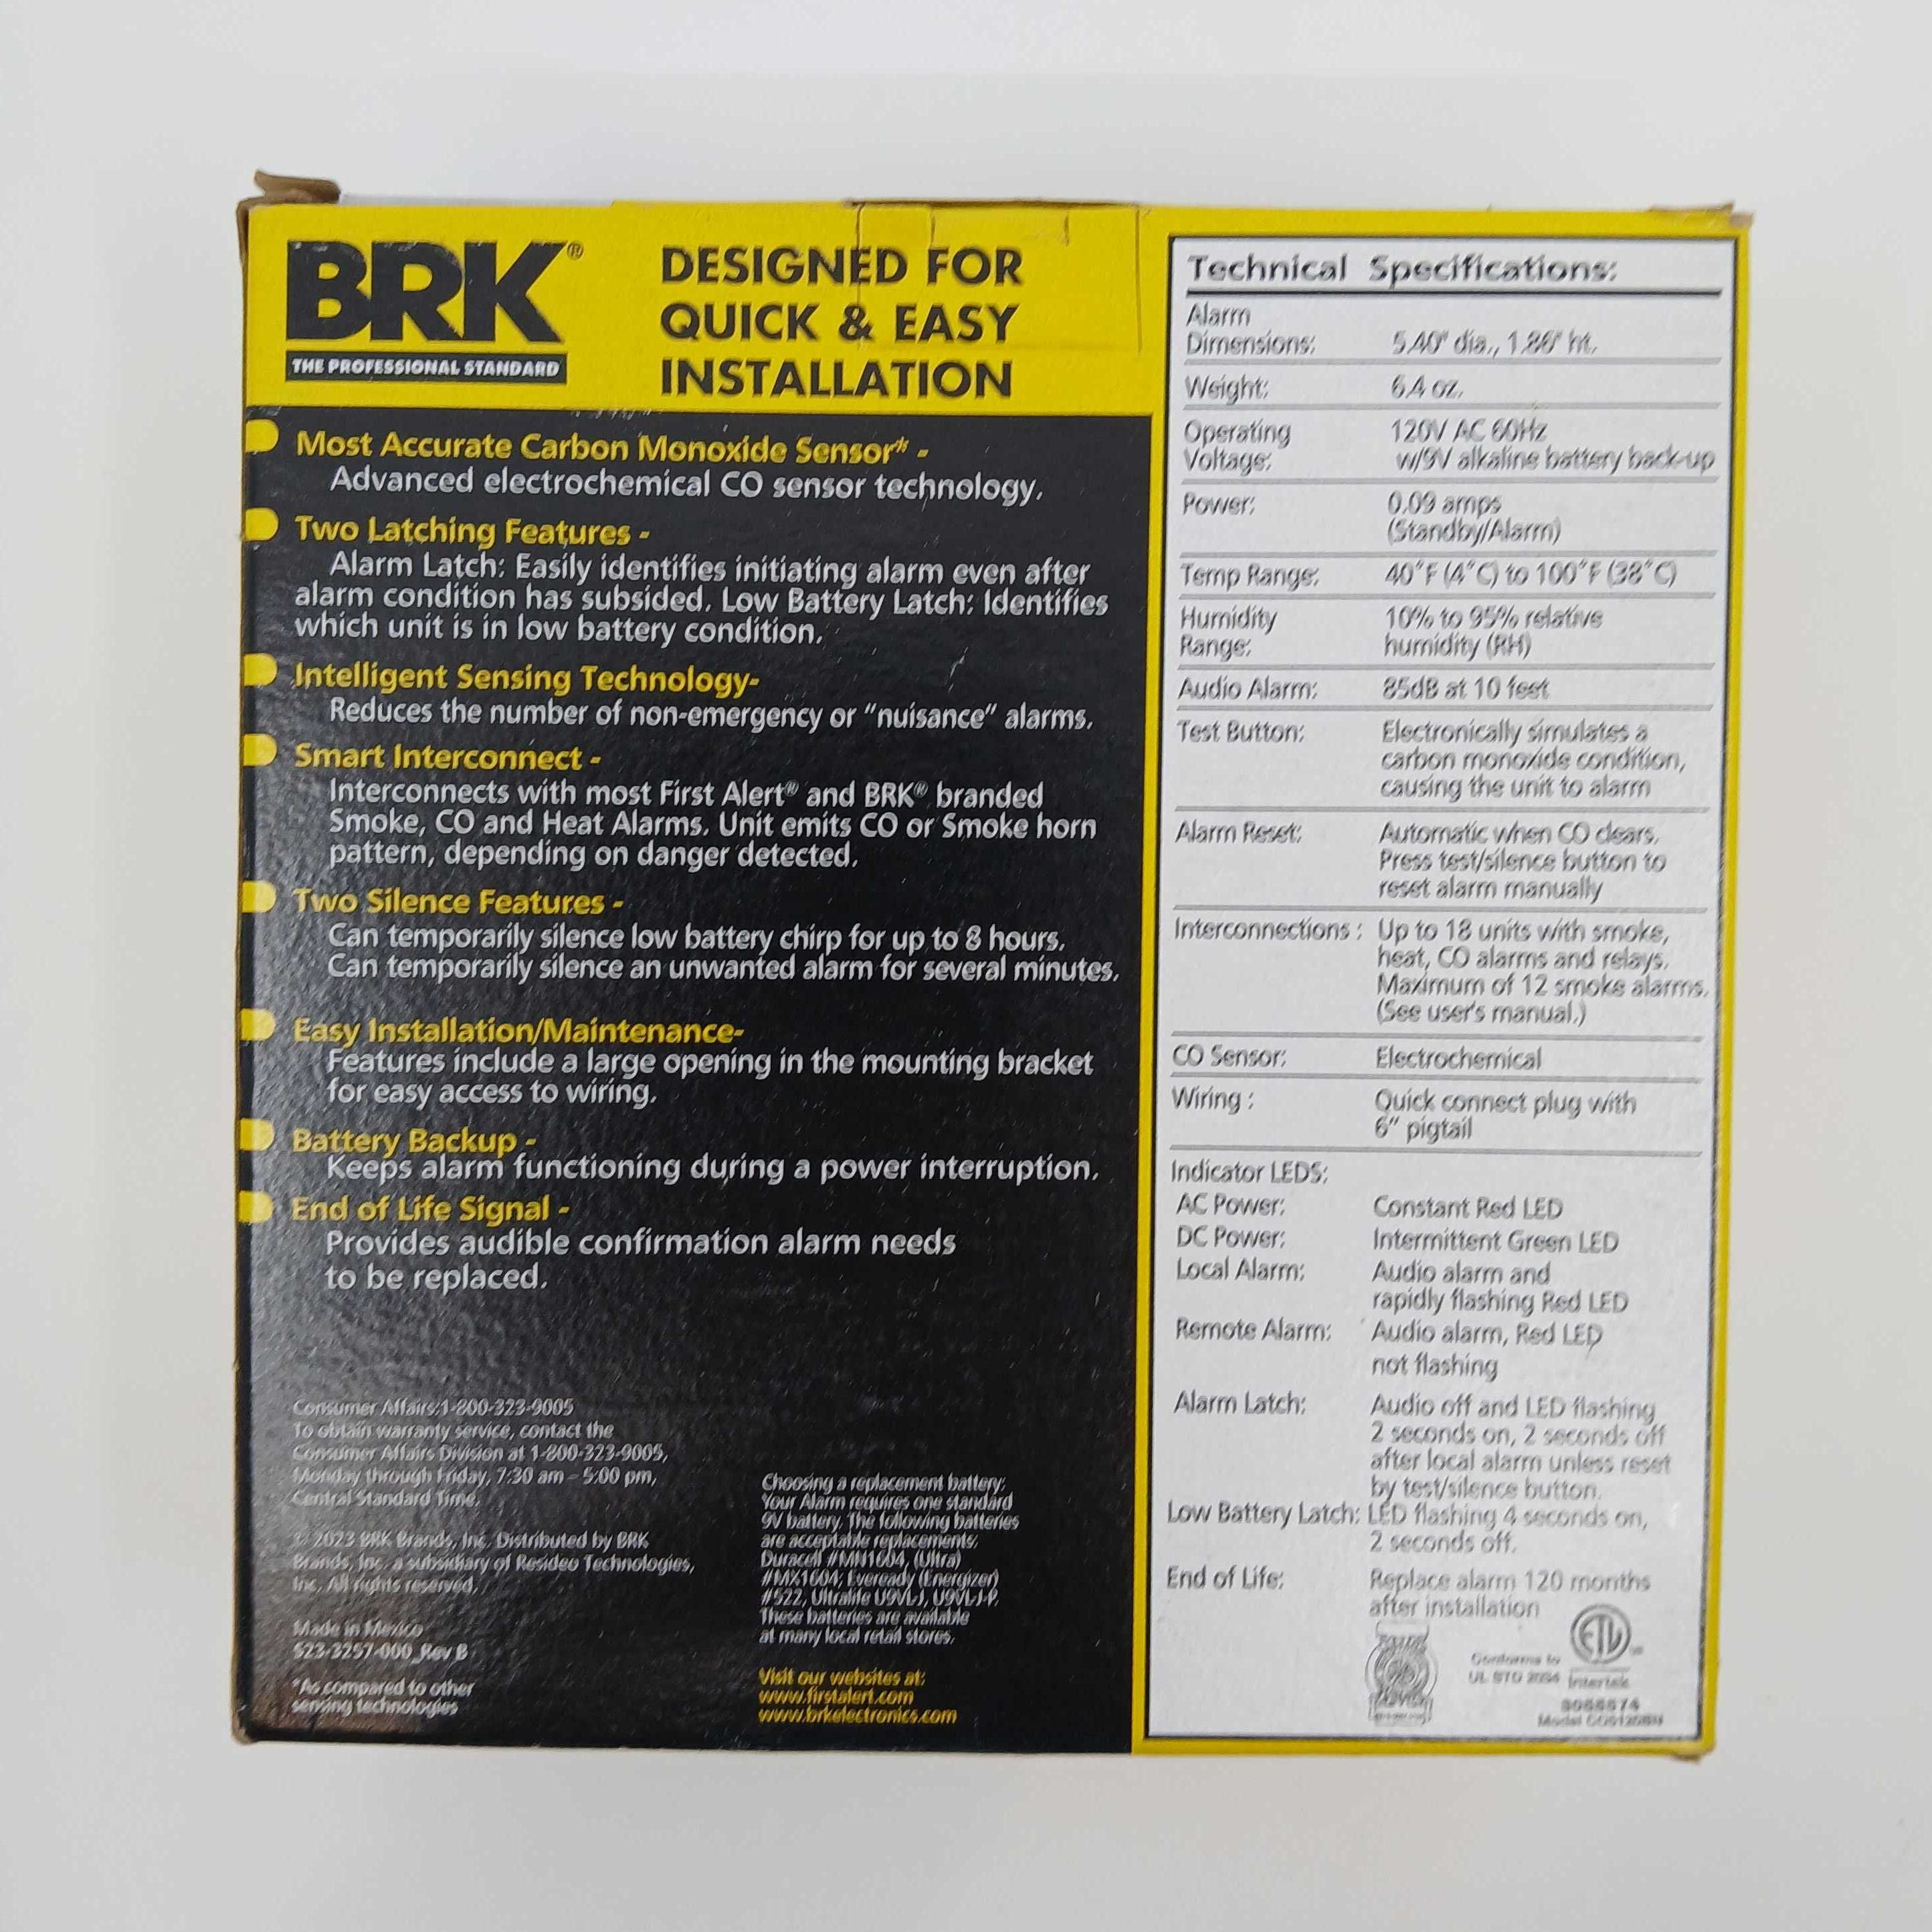 BRK®
THE PROFESSIONAL STANDARD
DESIGNED FOR
QUICK & EASY
INSTALLATION
Most Accurate Carbon Monoxide Sensor* -
Advanced electrochemical CO sensor technology.
Two Latching Features -
Alarm Latch: Easily identifies initiating alarm even after
alarm condition has subsided. Low Battery Latch: Identifies
which unit is in low battery condition.
Intelligent Sensing Technology-
Reduces the number of non-emergency or "nuisance" alarms.
Smart Interconnect -
Interconnects with most First Alert® and BRK® branded
Smoke, CO and Heat Alarms. Unit emits CO or Smoke horn
pattern, depending on danger detected.
Two Silence Features -
Can temporarily silence low battery chirp for up to 8 hours.
Can temporarily silence an unwanted alarm for several minutes.
Easy Installation/Maintenance-
Features include a large opening in the mounting bracket
for easy access to wiring.
Battery Backup -
Keeps alarm functioning during a power interruption.
End of Life Signal -
Provides audible confirmation alarm needs
to be replaced.
Consumer Affairs:1-800-323-9005
To obtain warranty service, contact the
Consumer Affairs Division at 1-800-323-9005,
Monday through Friday, 7:30 am - 5:00 pm,
Central Standard Time.
© 2023 BRK Brands, Inc. Distributed by BRK
Brands, Inc. a subsidiary of Resideo Technologies,
Inc. All rights reserved.
Made in Mexico
523-3257-000_Rev B
*As compared to other
sensing technologies
Choosing a replacement battery:
Your Alarm requires one standard
9V battery. The following batteries
are acceptable replacements:
Duracell #MN1604, (Ultra)
#MX1604; Eveready (Energizer)
#522, Ultralife U9VL-J, U9VL-J-P.
These batteries are available
at many local retail stores.
Visit our websites at:
www.firstalert.com
www.brkelectronics.com
Technical Specifications:
Alarm
Dimensions: 5.40" dia., 1.86" ht.
Weight: 6.4 oz.
Operating 120V AC 60Hz
Voltage: w/9V alkaline battery back-up
Power: 0.09 amps
(Standby/Alarm)
Temp Range: 40°F (4°C) to 100°F (38°C)
Humidity 10% to 95% relative
Range: humidity (RH)
Audio Alarm: 85dB at 10 feet
Test Button: Electronically simulates a
carbon monoxide condition,
causing the unit to alarm
Alarm Reset: Automatic when CO clears.
Press test/silence button to
reset alarm manually
Interconnections : Up to 18 units with smoke,
heat, CO alarms and relays.
Maximum of 12 smoke alarms.
(See user's manual.)
CO Sensor: Electrochemical
Wiring : Quick connect plug with
6" pigtail
Indicator LEDS:
AC Power: Constant Red LED
DC Power: Intermittent Green LED
Local Alarm: Audio alarm and
rapidly flashing Red LED
Remote Alarm: Audio alarm, Red LED
not flashing
Alarm Latch: Audio off and LED flashing
2 seconds on, 2 seconds off
after local alarm unless reset
by test/silence button.
Low Battery Latch: LED flashing 4 seconds on,
2 seconds off.
End of Life: Replace alarm 120 months
after installation
ETL
Conforms to
UL STD 2034 Intertek
Model